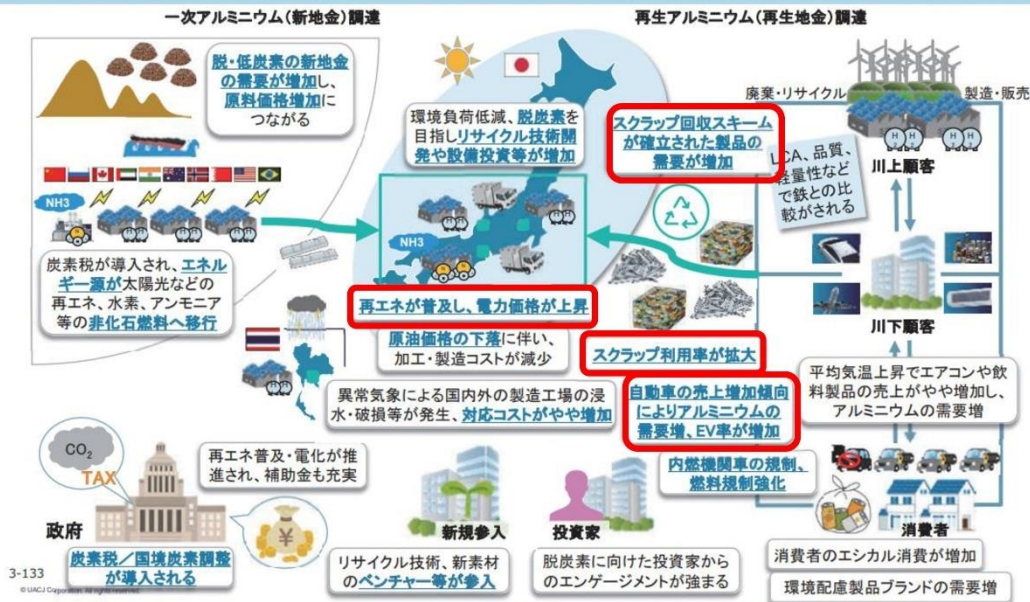 一次アルミニウム(新地金)調達
再生アルミニウム(再生地金)調達
脱・低炭素の新地金
の需要が増加し、
原料価格増加に
つながる
環境負荷低減、脱炭素を
目指しリサイクル技術開
発や設備投資等が増加
スクラップ回収スキーム
が確立された製品の
需要が増加
廃棄・リサイクル
製造・販売
H
H
H
H
川上顧客
LCA、品質、
軽量性など
で鉄との比
較がされる
NH3
NH3
炭素税が導入され、エネル
ギー源が太陽光などの
再エネ、水素、アンモニア
等の非化石燃料へ移行
再エネが普及し、電力価格が上昇
原油価格の下落に伴い、
加工・製造コストが減少
スクラップ利用率が拡大
川下顧客
異常気象による国内外の製造工場の浸
水・破損等が発生、対応コストがやや増加
自動車の売上増加傾向
によりアルミニウムの
需要増、EV率が増加
平均気温上昇でエアコンや飲
料製品の売上がやや増加し、
アルミニウムの需要増
内燃機関車の規制、
燃料規制強化
CO2
TAX
再エネ普及・電化が推
進され、補助金も充実
¥
政府
新規参入
投資家
消費者
炭素税/国境炭素調整
が導入される
リサイクル技術、新素材
のベンチャー等が参入
脱炭素に向けた投資家から
のエンゲージメントが強まる
消費者のエシカル消費が増加
環境配慮製品ブランドの需要増
3-133
© UACJ Corporation. All rights reserved.